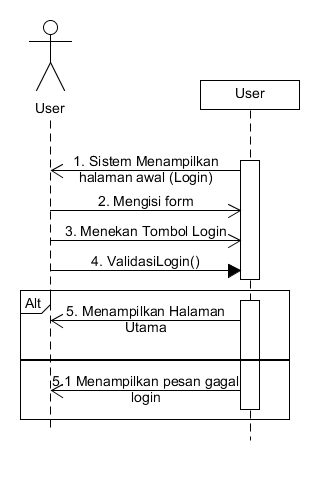 User
User
1. Sistem Menampilkan
halaman awal (Login)
2. Mengisi form
3. Menekan Tombol Login
4. ValidasiLogin()
Alt
5. Menampilkan Halaman
Utama
5.1 Menampilkan pesan gagal
login